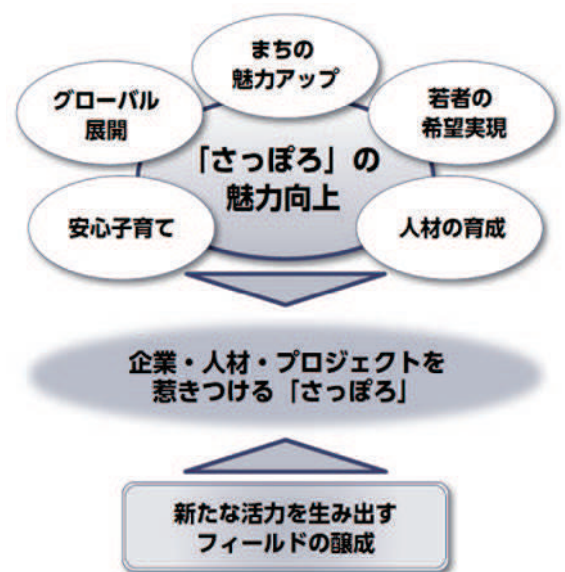 まちの
魅力アップ
グローバル
展開
若者の
希望実現
「さっぽろ」の
魅力向上
安心子育て
人材の育成
企業・人材・プロジェクトを
惹きつける「さっぽろ」
新たな活力を生み出す
フィールドの醸成